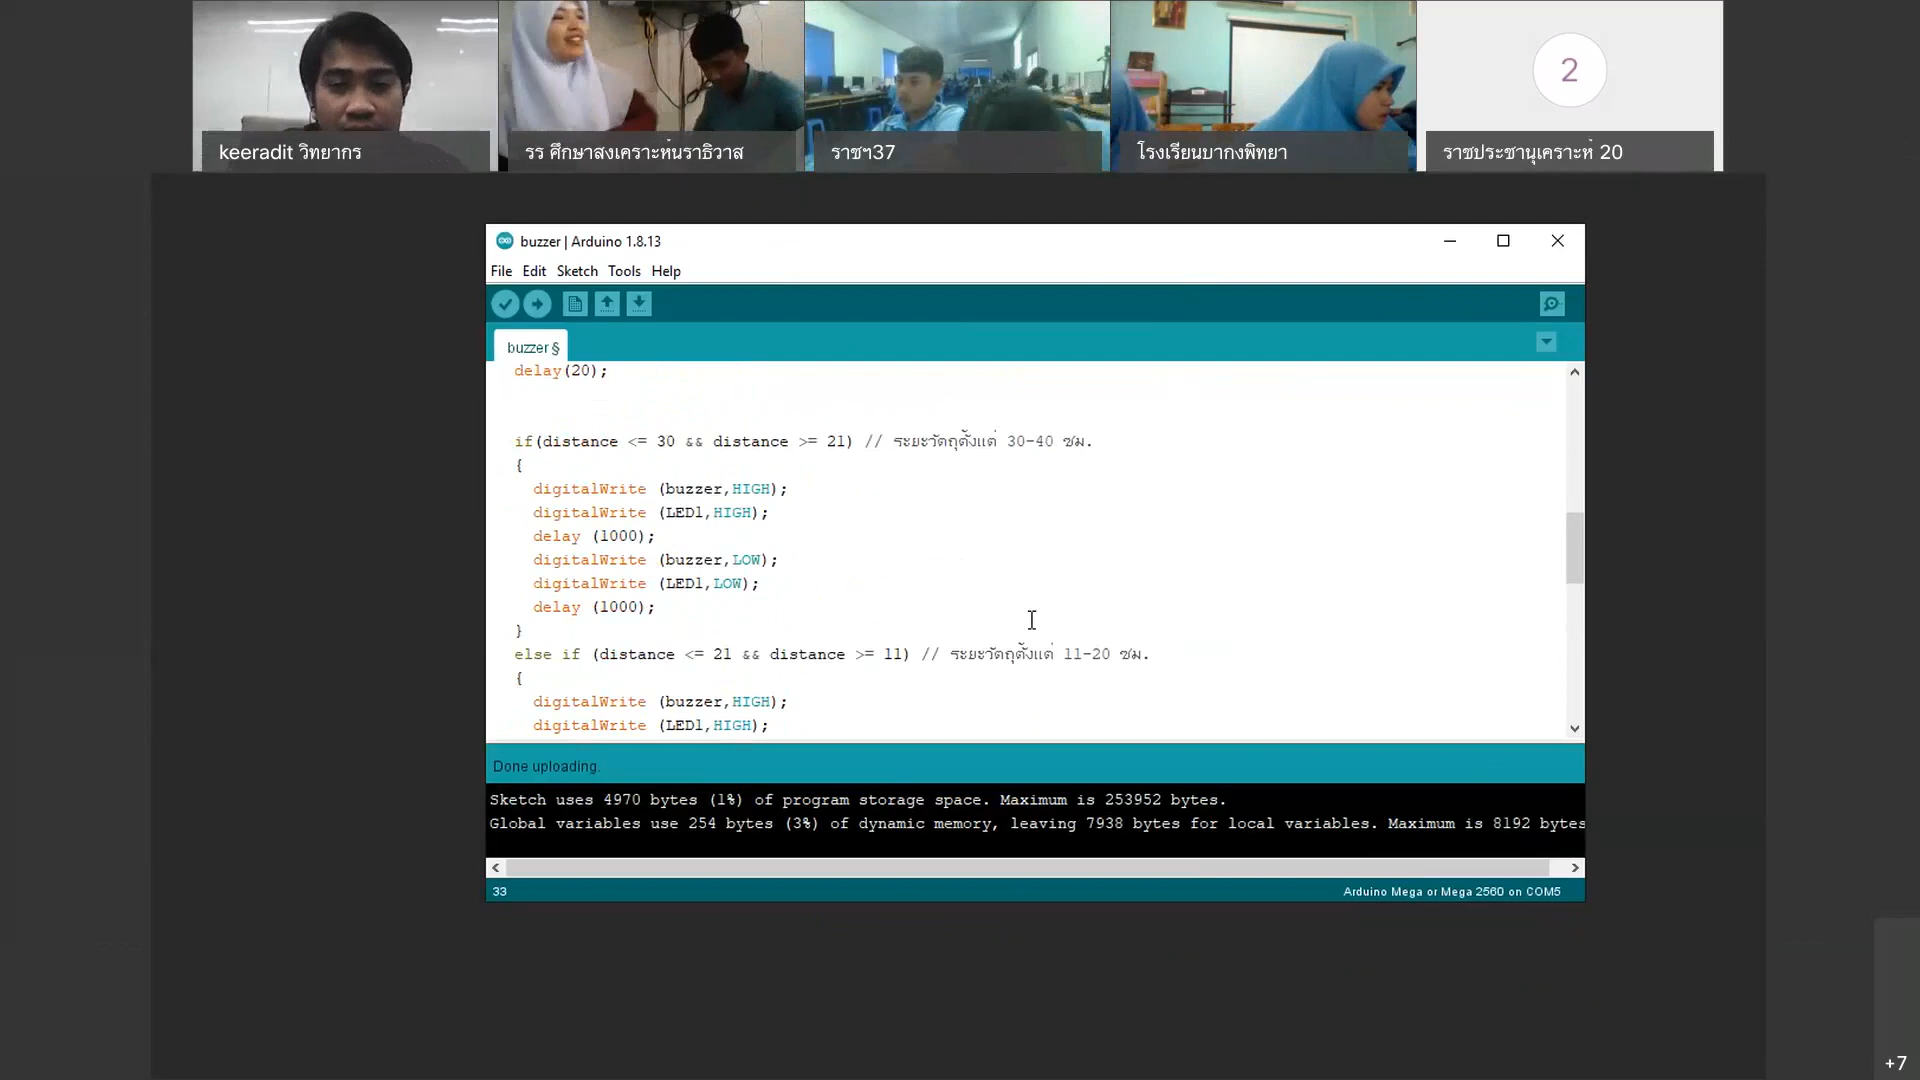 keeradit วิทยากร
รร ศึกษาสงเคราะห์นราธิวาส
ราชฯ37
โรงเรียนบากงพิทยา
2
ราชประชานุเคราะห์ 20
buzzer | Arduino 1.8.13
File Edit Sketch Tools Help
buzzer §
delay(20);
if(distance <= 30 && distance >= 21) // ระยะวัดถุตั้งแต่ 30-40 ซม.
{
digitalWrite (buzzer,HIGH);
digitalWrite (LED1,HIGH);
delay (1000);
digitalWrite (buzzer,LOW);
digitalWrite (LED1,LOW);
delay (1000);
}
else if (distance <= 21 && distance >= 11) // ระยะวัดถุตั้งแต่ 11-20 ซม.
{
digitalWrite (buzzer,HIGH);
digitalWrite (LED1,HIGH);
Done uploading.
Sketch uses 4970 bytes (1%) of program storage space. Maximum is 253952 bytes.
Global variables use 254 bytes (3%) of dynamic memory, leaving 7938 bytes for local variables. Maximum is 8192 bytes
33
Arduino Mega or Mega 2560 on COM5
+7